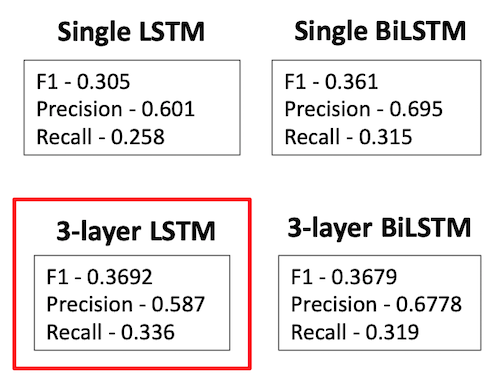 Single LSTM
F1 - 0.305
Precision - 0.601
Recall - 0.258
Single BiLSTM
F1 - 0.361
Precision - 0.695
Recall - 0.315
3-layer LSTM
F1 - 0.3692
Precision - 0.587
Recall - 0.336
3-layer BiLSTM
F1 - 0.3679
Precision - 0.6778
Recall - 0.319